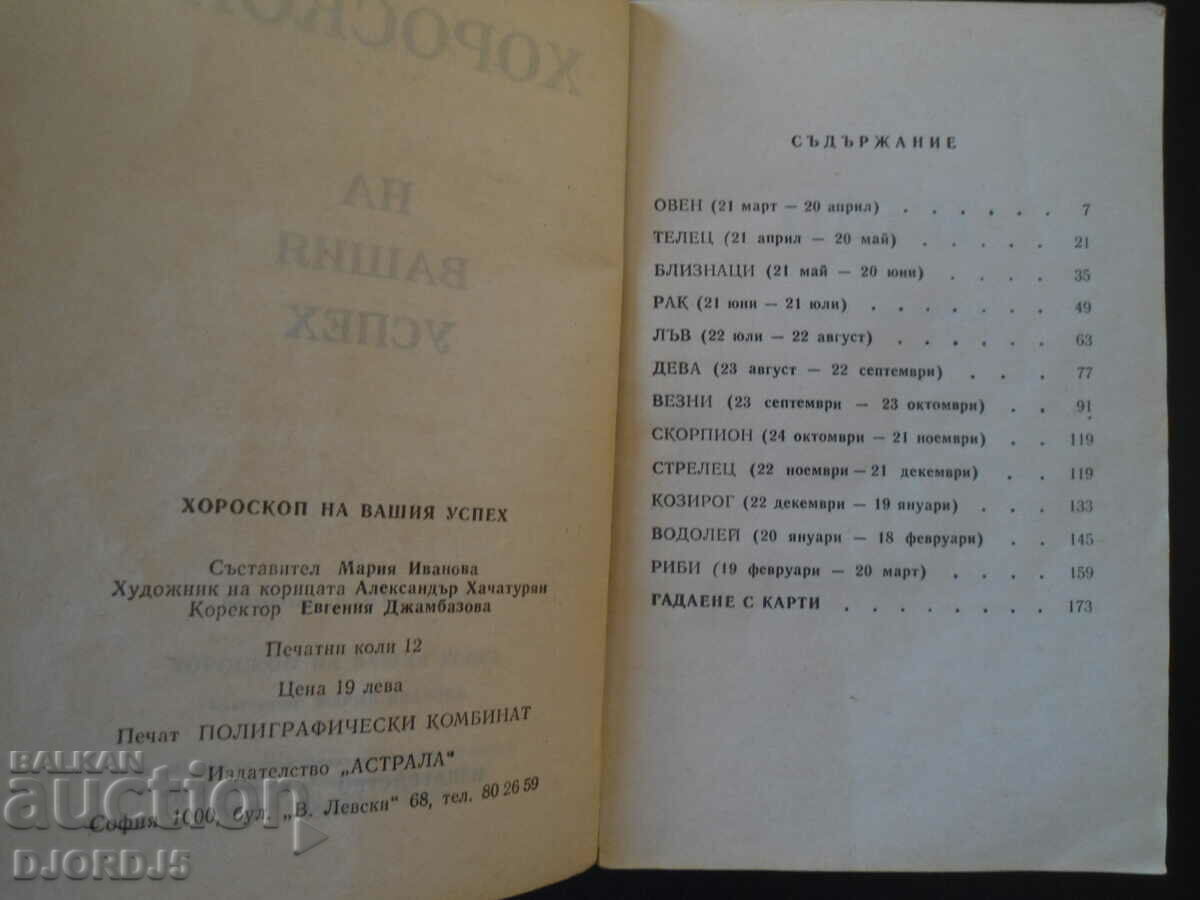 ХОРОСКОП
НА
ВАШИЯ
УСПЕХ
ХОРОСКОП НА ВАШИЯ УСПЕХ
Съставител Мария Иванова
Художник на корицата Александър Хачатурян
Коректор Евгения Джамбазова
Печатни коли 12
Цена 19 лева
Печат ПОЛИГРАФИЧЕСКИ КОМБИНАТ
Издателство „АСТРАЛА“
София 1000, бул. „В. Левски“ 68, тел. 80 26 59
BALKAN
auction
DJORDJ5
СЪДЪРЖАНИЕ
ОВЕН (21 март — 20 април) . . . . . . 7
ТЕЛЕЦ (21 април — 20 май) . . . . . 21
БЛИЗНАЦИ (21 май — 20 юни) . . . . 35
РАК (21 юни — 21 юли) . . . . . . . 49
ЛЪВ (22 юли — 22 август) . . . . . . 63
ДЕВА (23 август — 22 септември) . . . 77
ВЕЗНИ (23 септември — 23 октомври) . . 91
СКОРПИОН (24 октомври — 21 ноември) . . 119
СТРЕЛЕЦ (22 ноември — 21 декември) . . 119
КОЗИРОГ (22 декември — 19 януари) . . 133
ВОДОЛЕЙ (20 януари — 18 февруари) . . 145
РИБИ (19 февруари — 20 март) . . . . 159
ГАДАЕНЕ С КАРТИ . . . . . . . . 173